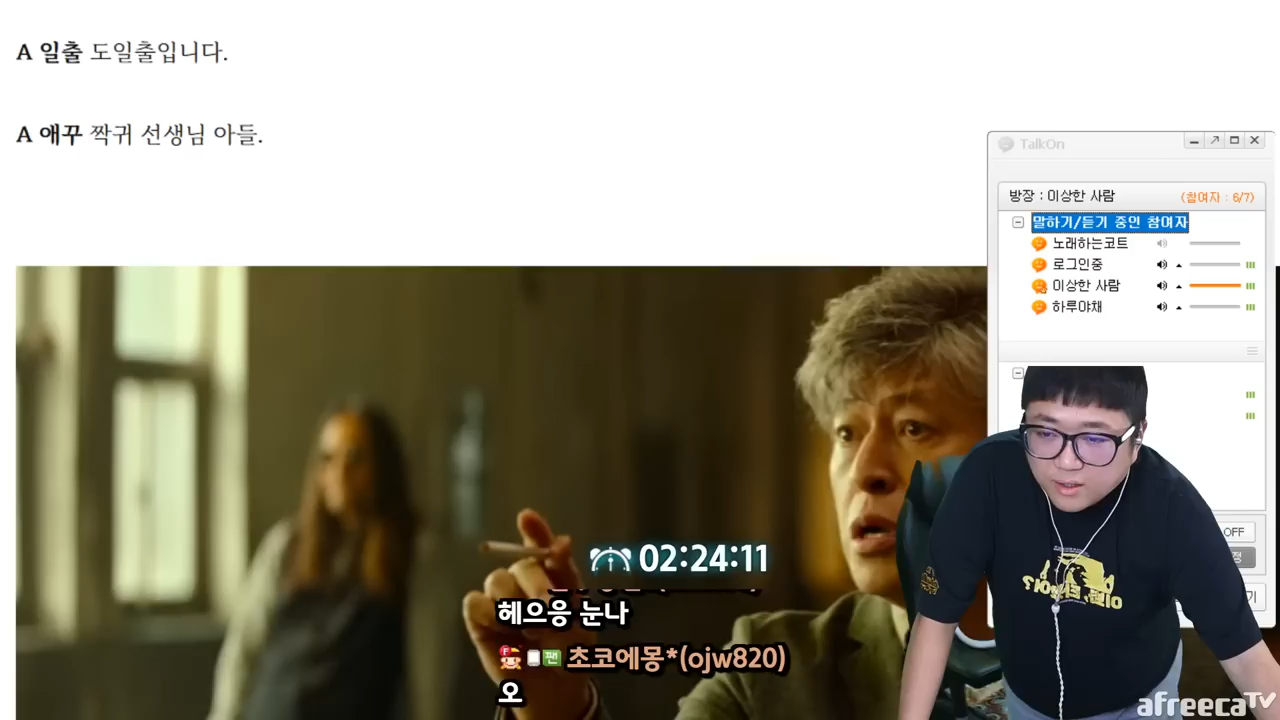 A 일출 도일출입니다.
A 애꾸 짝귀 선생님 아들.
TalkOn
방장 : 이상한 사람
(참여자 : 6/7)
말하기/듣기 중인 참여자
노래하는코트
로그인중
이상한 사람
하루야채
OFF
02:24:11
헤으응 눈나
F 팬 초코에몽*(ojw820)
오
afreecaTV